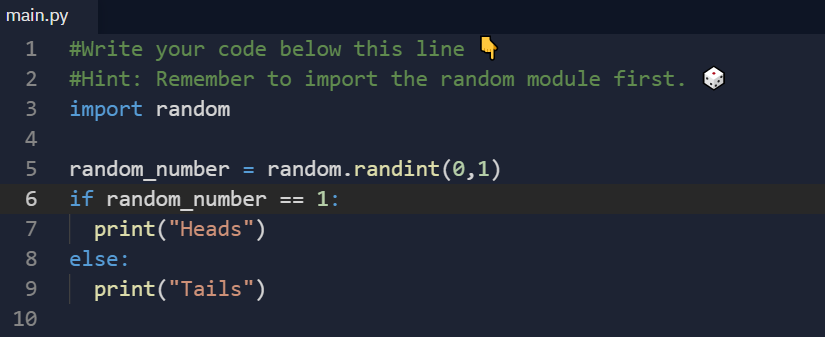 main.py
1 #Write your code below this line 👇
2 #Hint: Remember to import the random module first. 🎲
3 import random
4
5 random_number = random.randint(0,1)
6 if random_number == 1:
7   print("Heads")
8 else:
9   print("Tails")
10